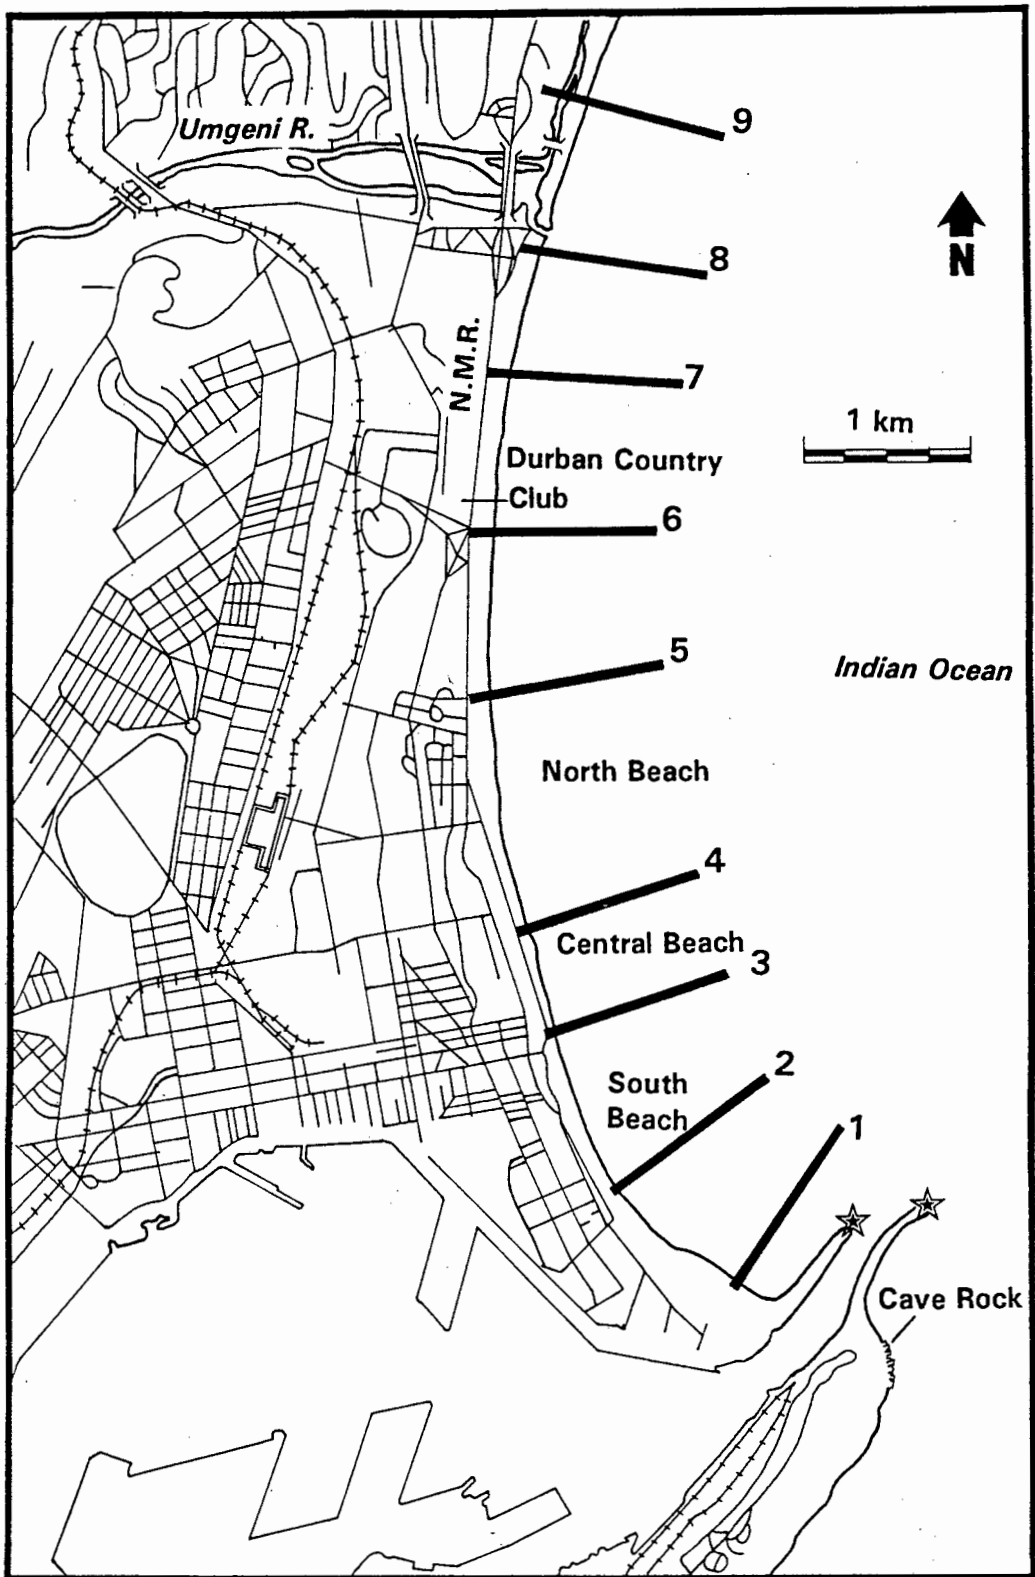 Umgeni R.
9
N
8
N.M.R.
7
1 km
Durban Country
Club
6
5
Indian Ocean
North Beach
4
Central Beach
3
South
Beach
2
1
Cave Rock